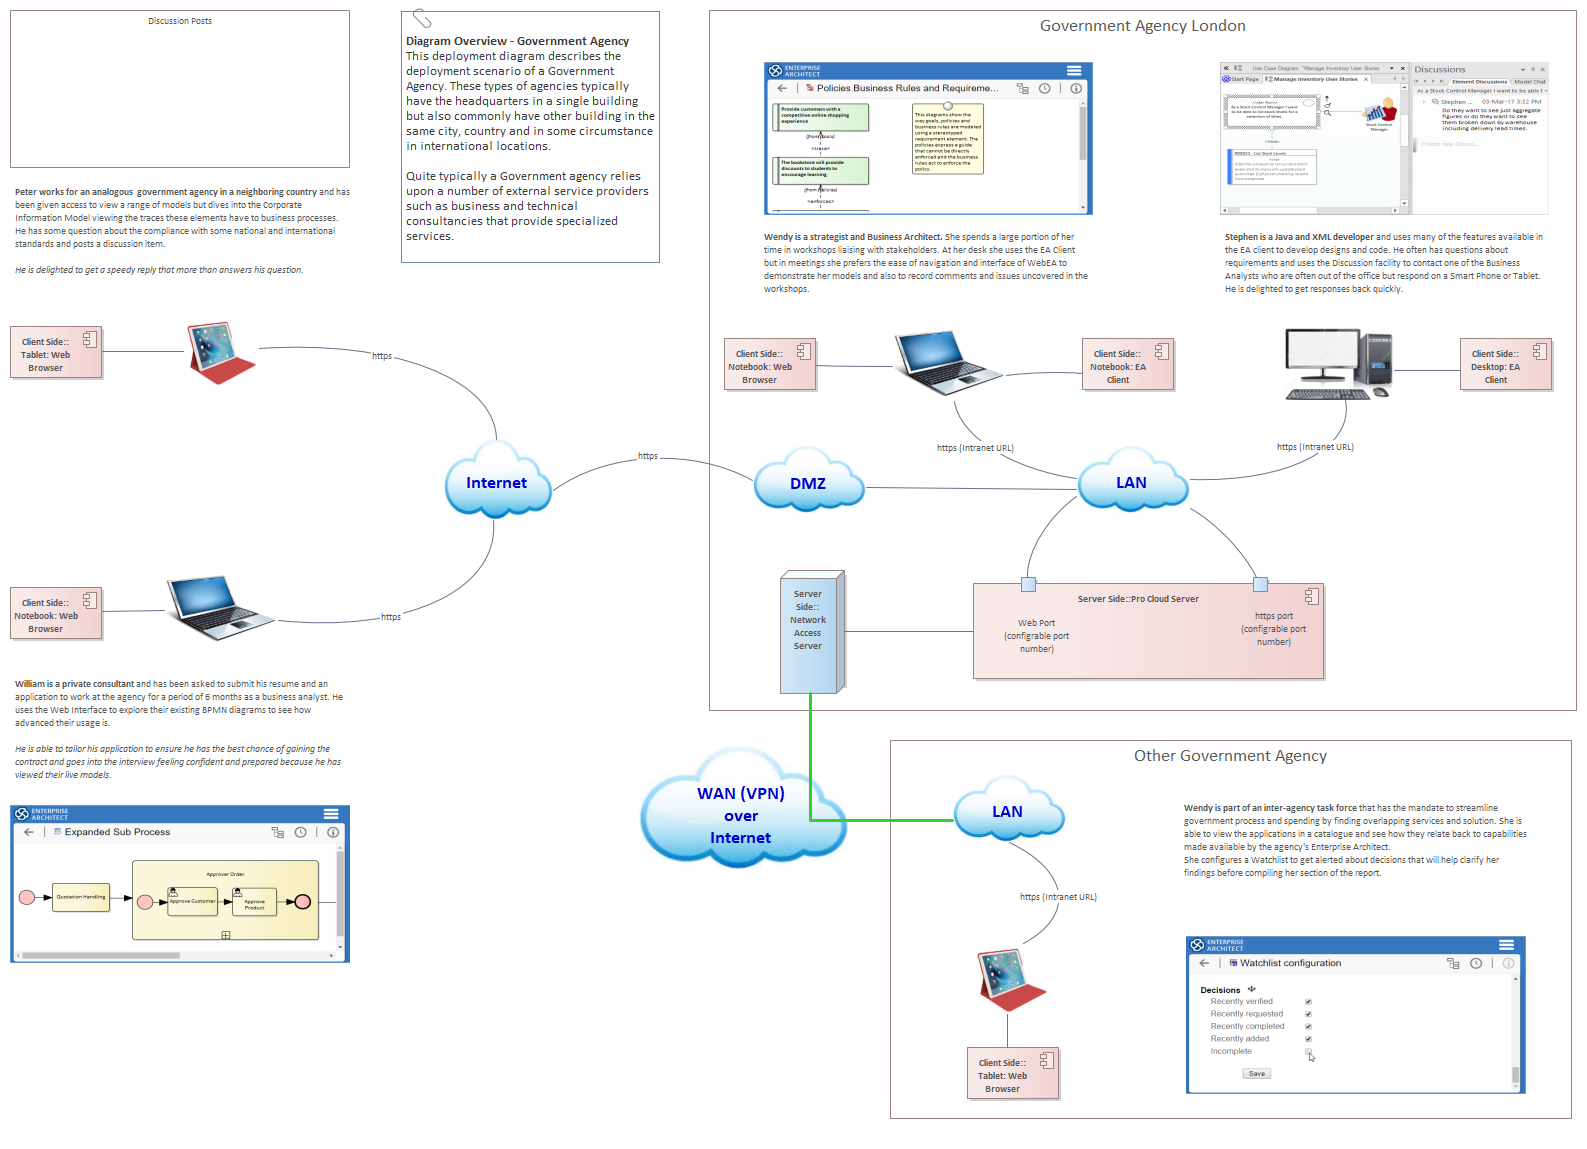 Discussion Posts
Diagram Overview - Government Agency
This deployment diagram describes the
deployment scenario of a Government
Agency. These types of agencies typically
have the headquarters in a single building
but also commonly have other building in the
same city, country and in some circumstance
in international locations.
Quite typically a Government agency relies
upon a number of external service providers
such as business and technical
consultancies that provide specialized
services.
Peter works for an analogous government agency in a neighboring country and has
been given access to view a range of models but dives into the Corporate
Information Model viewing the traces these elements have to business processes.
He has some question about the compliance with some national and international
standards and posts a discussion item.
He is delighted to get a speedy reply that more than answers his question.
Client Side::
Tablet: Web
Browser
https
Internet
https
https
Client Side::
Notebook: Web
Browser
William is a private consultant and has been asked to submit his resume and an
application to work at the agency for a period of 6 months as a business analyst. He
uses the Web Interface to explore their existing BPMN diagrams to see how
advanced their usage is.
He is able to tailor his application to ensure he has the best chance of gaining the
contract and goes into the interview feeling confident and prepared because he has
viewed their live models.
ENTERPRISE
ARCHITECT
Expanded Sub Process
Approver Order
Quotation Handling
Approve Customer
Approve
Product
Government Agency London
ENTERPRISE
ARCHITECT
Policies Business Rules and Requireme...
Provide customers with a
competitive online shopping
experience
«trace»
The bookstore will provide
discounts to students to
encourage learning
(from Policies)
«enforces»
This diagrams show the
way goals, policies and
business rules are modeled
using a stereotyped
requirement element. The
policies express a guide
that cannot be directly
enforced and the business
rules act to enforce the
policy.
Use Case Diagram: "Manage Inventory User Stories
Start Page
Manage Inventory User Stories
«User Story»
As a Stock Control Manager I want
to be able to list stock levels for a
selection of titles.
Stock Control
Manager
REQ011 - List Stock Levels
Discussions
Element Discussions
Model Chat
As a Stock Control Manager I want to be able t
Stephen ...
03-Mar-17 3:32 PM
Do they want to see just aggregate
figures or do they want to see
them broken down by warehouse
including delivery lead times.
Create new Discus...
Wendy is a strategist and Business Architect. She spends a large portion of her
time in workshops liaising with stakeholders. At her desk she uses the EA Client
but in meetings she prefers the ease of navigation and interface of WebEA to
demonstrate her models and also to record comments and issues uncovered in the
workshops.
Stephen is a Java and XML developer and uses many of the features available in
the EA client to develop designs and code. He often has questions about
requirements and uses the Discussion facility to contact one of the Business
Analysts who are often out of the office but respond on a Smart Phone or Tablet.
He is delighted to get responses back quickly.
Client Side::
Notebook: Web
Browser
Client Side::
Notebook: EA
Client
Client Side::
Desktop: EA
Client
https (Intranet URL)
https (Intranet URL)
DMZ
LAN
Server
Side::
Network
Access
Server
Server Side::Pro Cloud Server
Web Port
(configrable port
number)
https port
(configrable port
number)
WAN (VPN)
over
Internet
Other Government Agency
LAN
https (Intranet URL)
Client Side::
Tablet: Web
Browser
Wendy is part of an inter-agency task force that has the mandate to streamline
government process and spending by finding overlapping services and solution. She is
able to view the applications in a catalogue and see how they relate back to capabilities
made available by the agency's Enterprise Architect.
She configures a Watchlist to get alerted about decisions that will help clarify her
findings before compiling her section of the report.
ENTERPRISE
ARCHITECT
Watchlist configuration
Decisions
Recently verified
Recently requested
Recently completed
Recently added
Incomplete
Save